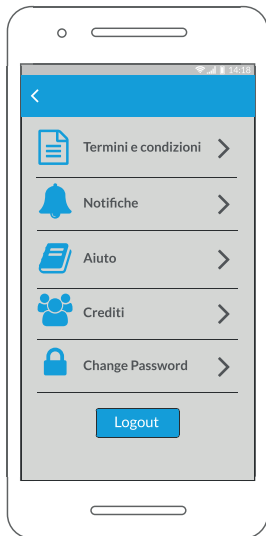 14:18
Termini e condizioni
Notifiche
Aiuto
Crediti
Change Password
Logout